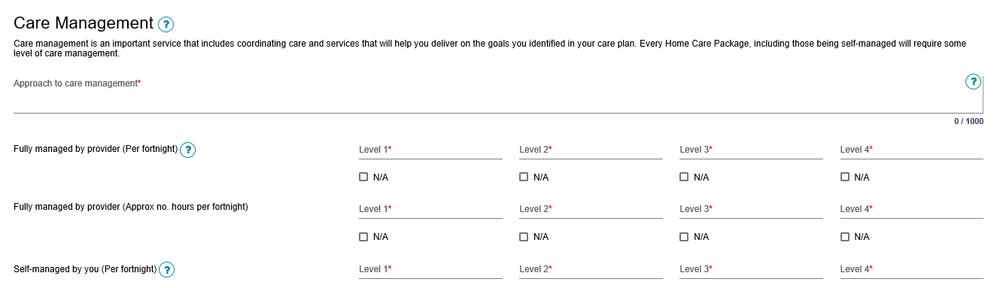 Care Management ?
Care management is an important service that includes coordinating care and services that will help you deliver on the goals you identified in your care plan. Every Home Care Package, including those being self-managed will require some
level of care management.
Approach to care management* ?
0 / 1000
Fully managed by provider (Per fortnight) ? Level 1* Level 2* Level 3* Level 4*
N/A N/A N/A N/A
Fully managed by provider (Approx no. hours per fortnight) Level 1* Level 2* Level 3* Level 4*
N/A N/A N/A N/A
Self-managed by you (Per fortnight) ? Level 1* Level 2* Level 3* Level 4*